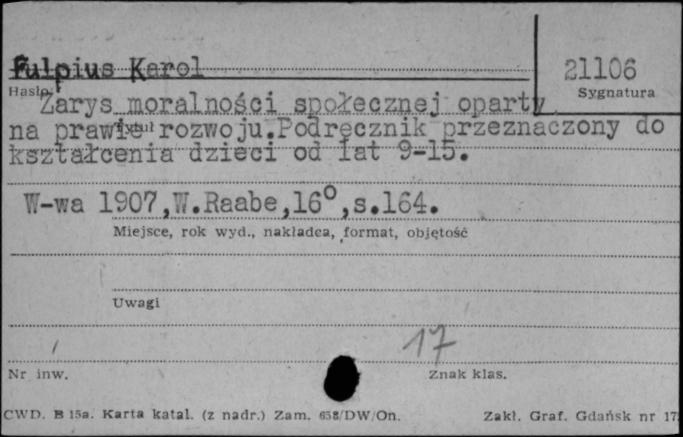 Fulpius Karol
21106
Hasło
Sygnatura
Zarys moralności społecznej oparty
na prawie rozwoju.Podręcznik przeznaczony do
kształcenia dzieci od lat 9-15.
W-wa 1907,W.Raabe,16°,s.164.
Miejsce, rok wyd., nakładca, format, objętość
Uwagi
17
Nr inw.
Znak klas.
CWD. B 15a. Karta katal. (z nadr.) Zam. 658/DW/On.
Zakł. Graf. Gdańsk nr 17